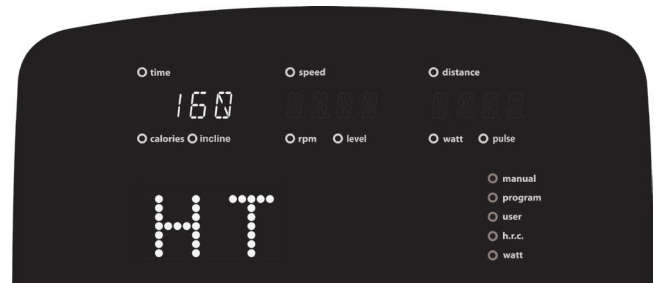 time speed distance
160
calories incline rpm level watt pulse
manual
program
user
h.r.c.
watt
HT